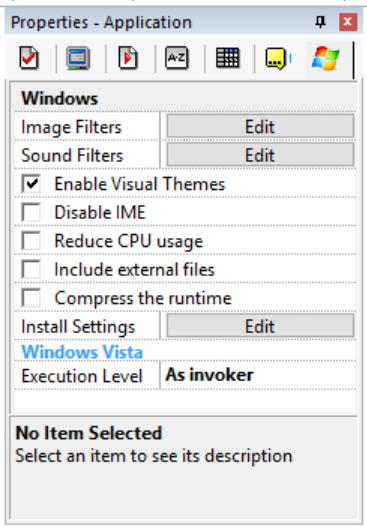 Properties - Application
A-Z
Windows
Image Filters Edit
Sound Filters Edit
Enable Visual Themes
Disable IME
Reduce CPU usage
Include external files
Compress the runtime
Install Settings Edit
Windows Vista
Execution Level As invoker
No Item Selected
Select an item to see its description